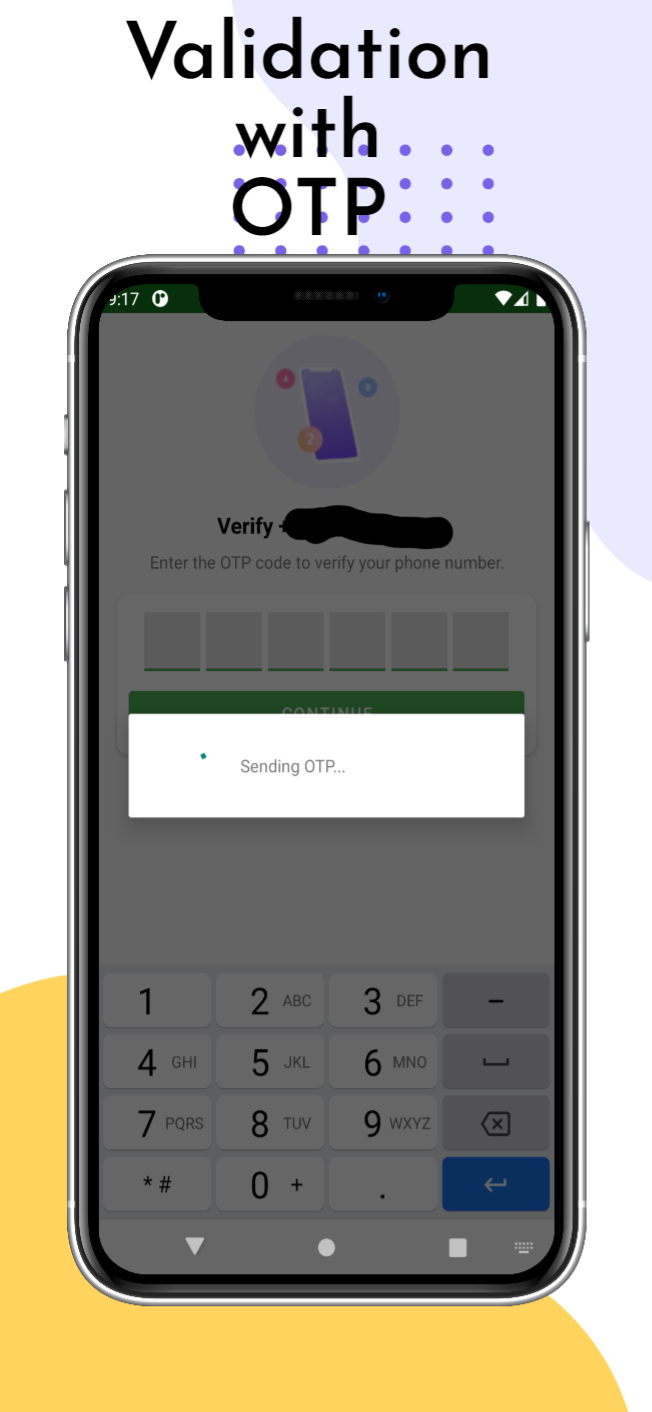 Validation
with
OTP
9:17
4
2
Verify +
Enter the OTP code to verify your phone number.
CONTINUE
Sending OTP...
1
2 ABC
3 DEF
-
4 GHI
5 JKL
6 MNO
7 PQRS
8 TUV
9 WXYZ
* #
0 +
.